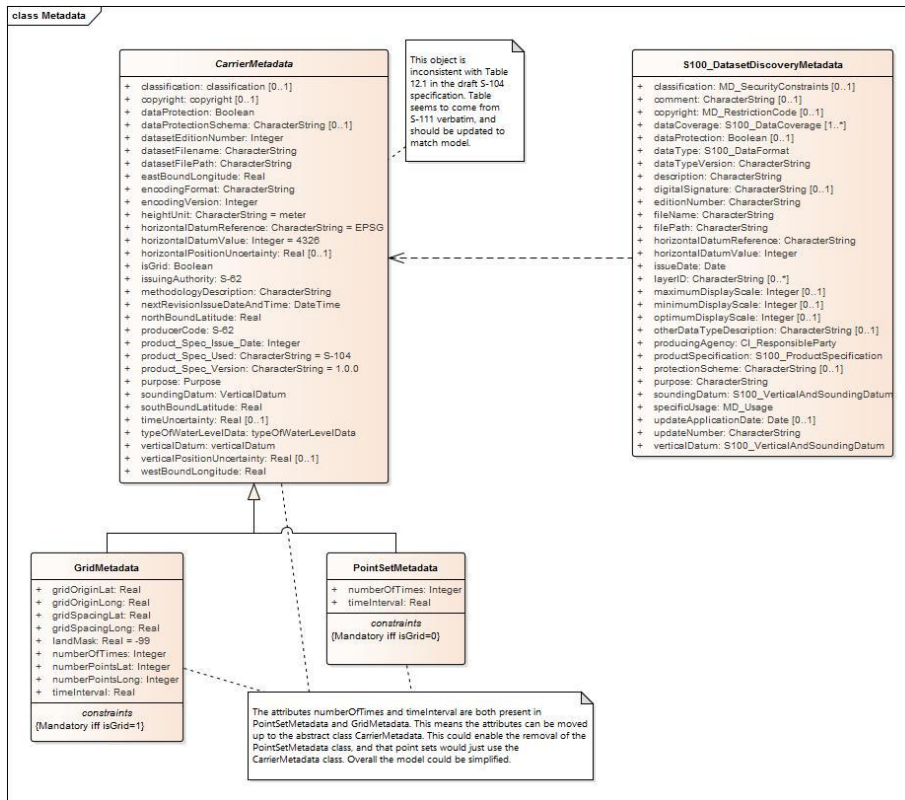 class Metadata
CarrierMetadata
+ classification: classification [0..1]
+ copyright: copyright [0..1]
+ dataProtection: Boolean
+ dataProtectionSchema: CharacterString [0..1]
+ datasetEditionNumber: Integer
+ datasetFilename: CharacterString
+ datasetFilePath: CharacterString
+ eastBoundLongitude: Real
+ encodingFormat: CharacterString
+ encodingVersion: Integer
+ heightUnit: CharacterString = meter
+ horizontalDatumReference: CharacterString = EPSG
+ horizontalDatumValue: Integer = 4326
+ horizontalPositionUncertainty: Real [0..1]
+ isGrid: Boolean
+ issuingAuthority: S-62
+ methodologyDescription: CharacterString
+ nextRevisionIssueDateAndTime: DateTime
+ northBoundLatitude: Real
+ producerCode: S-62
+ product_Spec_Issue_Date: Integer
+ product_Spec_Used: CharacterString = S-104
+ product_Spec_Version: CharacterString = 1.0.0
+ purpose: Purpose
+ soundingDatum: VerticalDatum
+ southBoundLatitude: Real
+ timeUncertainty: Real [0..1]
+ typeOfWaterLevelData: typeOfWaterLevelData
+ verticalDatum: verticalDatum
+ verticalPositionUncertainty: Real [0..1]
+ westBoundLongitude: Real
This object is
inconsistent with Table
12.1 in the draft S-104
specification. Table
seems to come from
S-111 verbatim, and
should be updated to
match model.
S100_DatasetDiscoveryMetadata
+ classification: MD_SecurityConstraints [0..1]
+ comment: CharacterString [0..1]
+ copyright: MD_RestrictionCode [0..1]
+ dataCoverage: S100_DataCoverage [1..*]
+ dataProtection: Boolean [0..1]
+ dataType: S100_DataFormat
+ dataTypeVersion: CharacterString
+ description: CharacterString
+ digitalSignature: CharacterString [0..1]
+ editionNumber: CharacterString
+ fileName: CharacterString
+ filePath: CharacterString
+ horizontalDatumReference: CharacterString
+ horizontalDatumValue: Integer
+ issueDate: Date
+ layerID: CharacterString [0..*]
+ maximumDisplayScale: Integer [0..1]
+ minimumDisplayScale: Integer [0..1]
+ optimumDisplayScale: Integer [0..1]
+ otherDataTypeDescription: CharacterString [0..1]
+ producingAgency: CI_ResponsibleParty
+ productSpecification: S100_ProductSpecification
+ protectionScheme: CharacterString [0..1]
+ purpose: CharacterString
+ soundingDatum: S100_VerticalAndSoundingDatum
+ specificUsage: MD_Usage
+ updateApplicationDate: Date [0..1]
+ updateNumber: CharacterString
+ verticalDatum: S100_VerticalAndSoundingDatum
GridMetadata
+ gridOriginLat: Real
+ gridOriginLong: Real
+ gridSpacingLat: Real
+ gridSpacingLong: Real
+ landMask: Real = -99
+ numberOfTimes: Integer
+ numberPointsLat: Integer
+ numberPointsLong: Integer
+ timeInterval: Real
constraints
{Mandatory iff isGrid=1}
PointSetMetadata
+ numberOfTimes: Integer
+ timeInterval: Real
constraints
{Mandatory iff isGrid=0}
The attributes numberOfTimes and timeInterval are both present in
PointSetMetadata and GridMetadata. This means the attributes can be moved
up to the abstract class CarrierMetadata. This could enable the removal of the
PointSetMetadata class, and that point sets would just use the
CarrierMetadata class. Overall the model could be simplified.